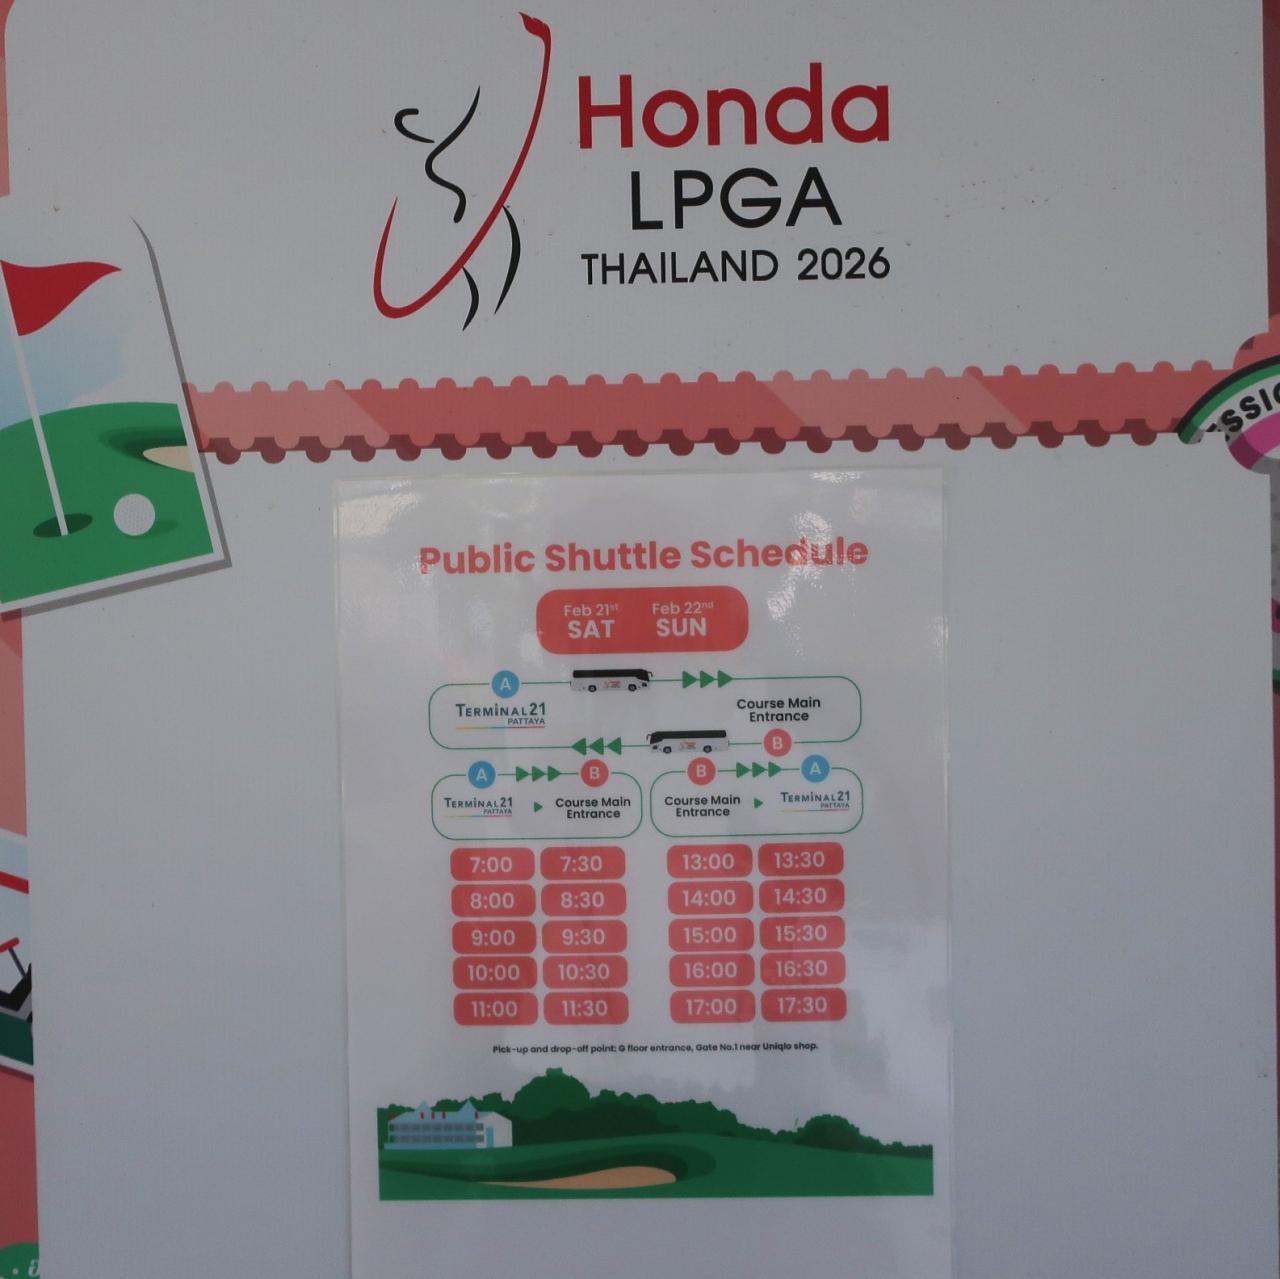 Honda
LPGA
THAILAND 2026
Public Shuttle Schedule
Feb 21st Feb 22nd
SAT SUN
A
TERMINAL21
PATTAYA
Course Main
Entrance
B
A B
TERMINAL21
PATTAYA
Course Main
Entrance
B A
Course Main
Entrance
TERMINAL21
PATTAYA
7:00 7:30 13:00 13:30
8:00 8:30 14:00 14:30
9:00 9:30 15:00 15:30
10:00 10:30 16:00 16:30
11:00 11:30 17:00 17:30
Pick-up and drop-off point: G floor entrance, Gate No.1 near Uniqlo shop.